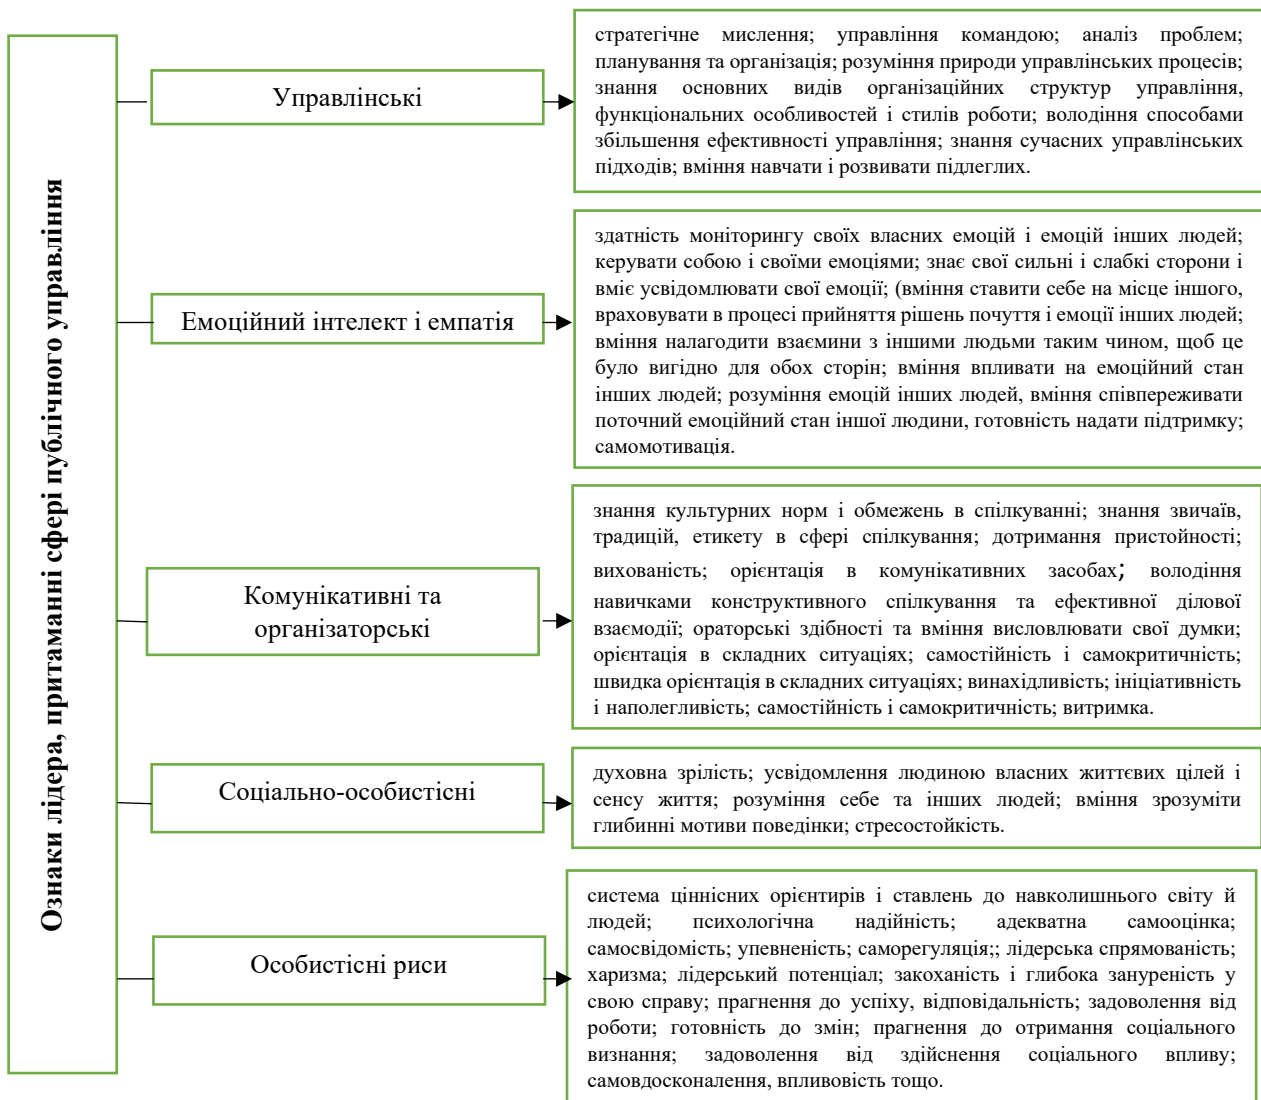 Ознаки лідера, притаманні сфері публічного управління
Управлінські
стратегічне мислення; управління командою; аналіз проблем;
планування та організація; розуміння природи управлінських процесів;
знання основних видів організаційних структур управління,
функціональних особливостей і стилів роботи; володіння способами
збільшення ефективності управління; знання сучасних управлінських
підходів; вміння навчати і розвивати підлеглих.
Емоційний інтелект і емпатія
здатність моніторингу своїх власних емоцій і емоцій інших людей;
керувати собою і своїми емоціями; знає свої сильні і слабкі сторони і
вміє усвідомлювати свої емоції; (вміння ставити себе на місце іншого,
враховувати в процесі прийняття рішень почуття і емоції інших людей;
вміння налагодити взаємини з іншими людьми таким чином, щоб це
було вигідно для обох сторін; вміння впливати на емоційний стан
інших людей; розуміння емоцій інших людей, вміння співпереживати
поточний емоційний стан іншої людини, готовність надати підтримку;
самомотивація.
Комунікативні та
організаторські
знання культурних норм і обмежень в спілкуванні; знання звичаїв,
традицій, етикету в сфері спілкування; дотримання пристойності;
вихованість; орієнтація в комунікативних засобах; володіння
навичками конструктивного спілкування та ефективної ділової
взаємодії; ораторські здібності та вміння висловлювати свої думки;
орієнтація в складних ситуаціях; самостійність і самокритичність;
швидка орієнтація в складних ситуаціях; винахідливість; ініціативність
і наполегливість; самостійність і самокритичність; витримка.
Соціально-особистісні
духовна зрілість; усвідомлення людиною власних життєвих цілей і
сенсу життя; розуміння себе та інших людей; вміння зрозуміти
глибинні мотиви поведінки; стресостойкість.
Особистісні риси
система ціннісних орієнтирів і ставлень до навколишнього світу й
людей; психологічна надійність; адекватна самооцінка;
самосвідомість; упевненість; саморегуляція;; лідерська спрямованість;
харизма; лідерський потенціал; закоханість і глибока зануреність у
свою справу; прагнення до успіху, відповідальність; задоволення від
роботи; готовність до змін; прагнення до отримання соціального
визнання; задоволення від здійснення соціального впливу;
самовдосконалення, впливовість тощо.